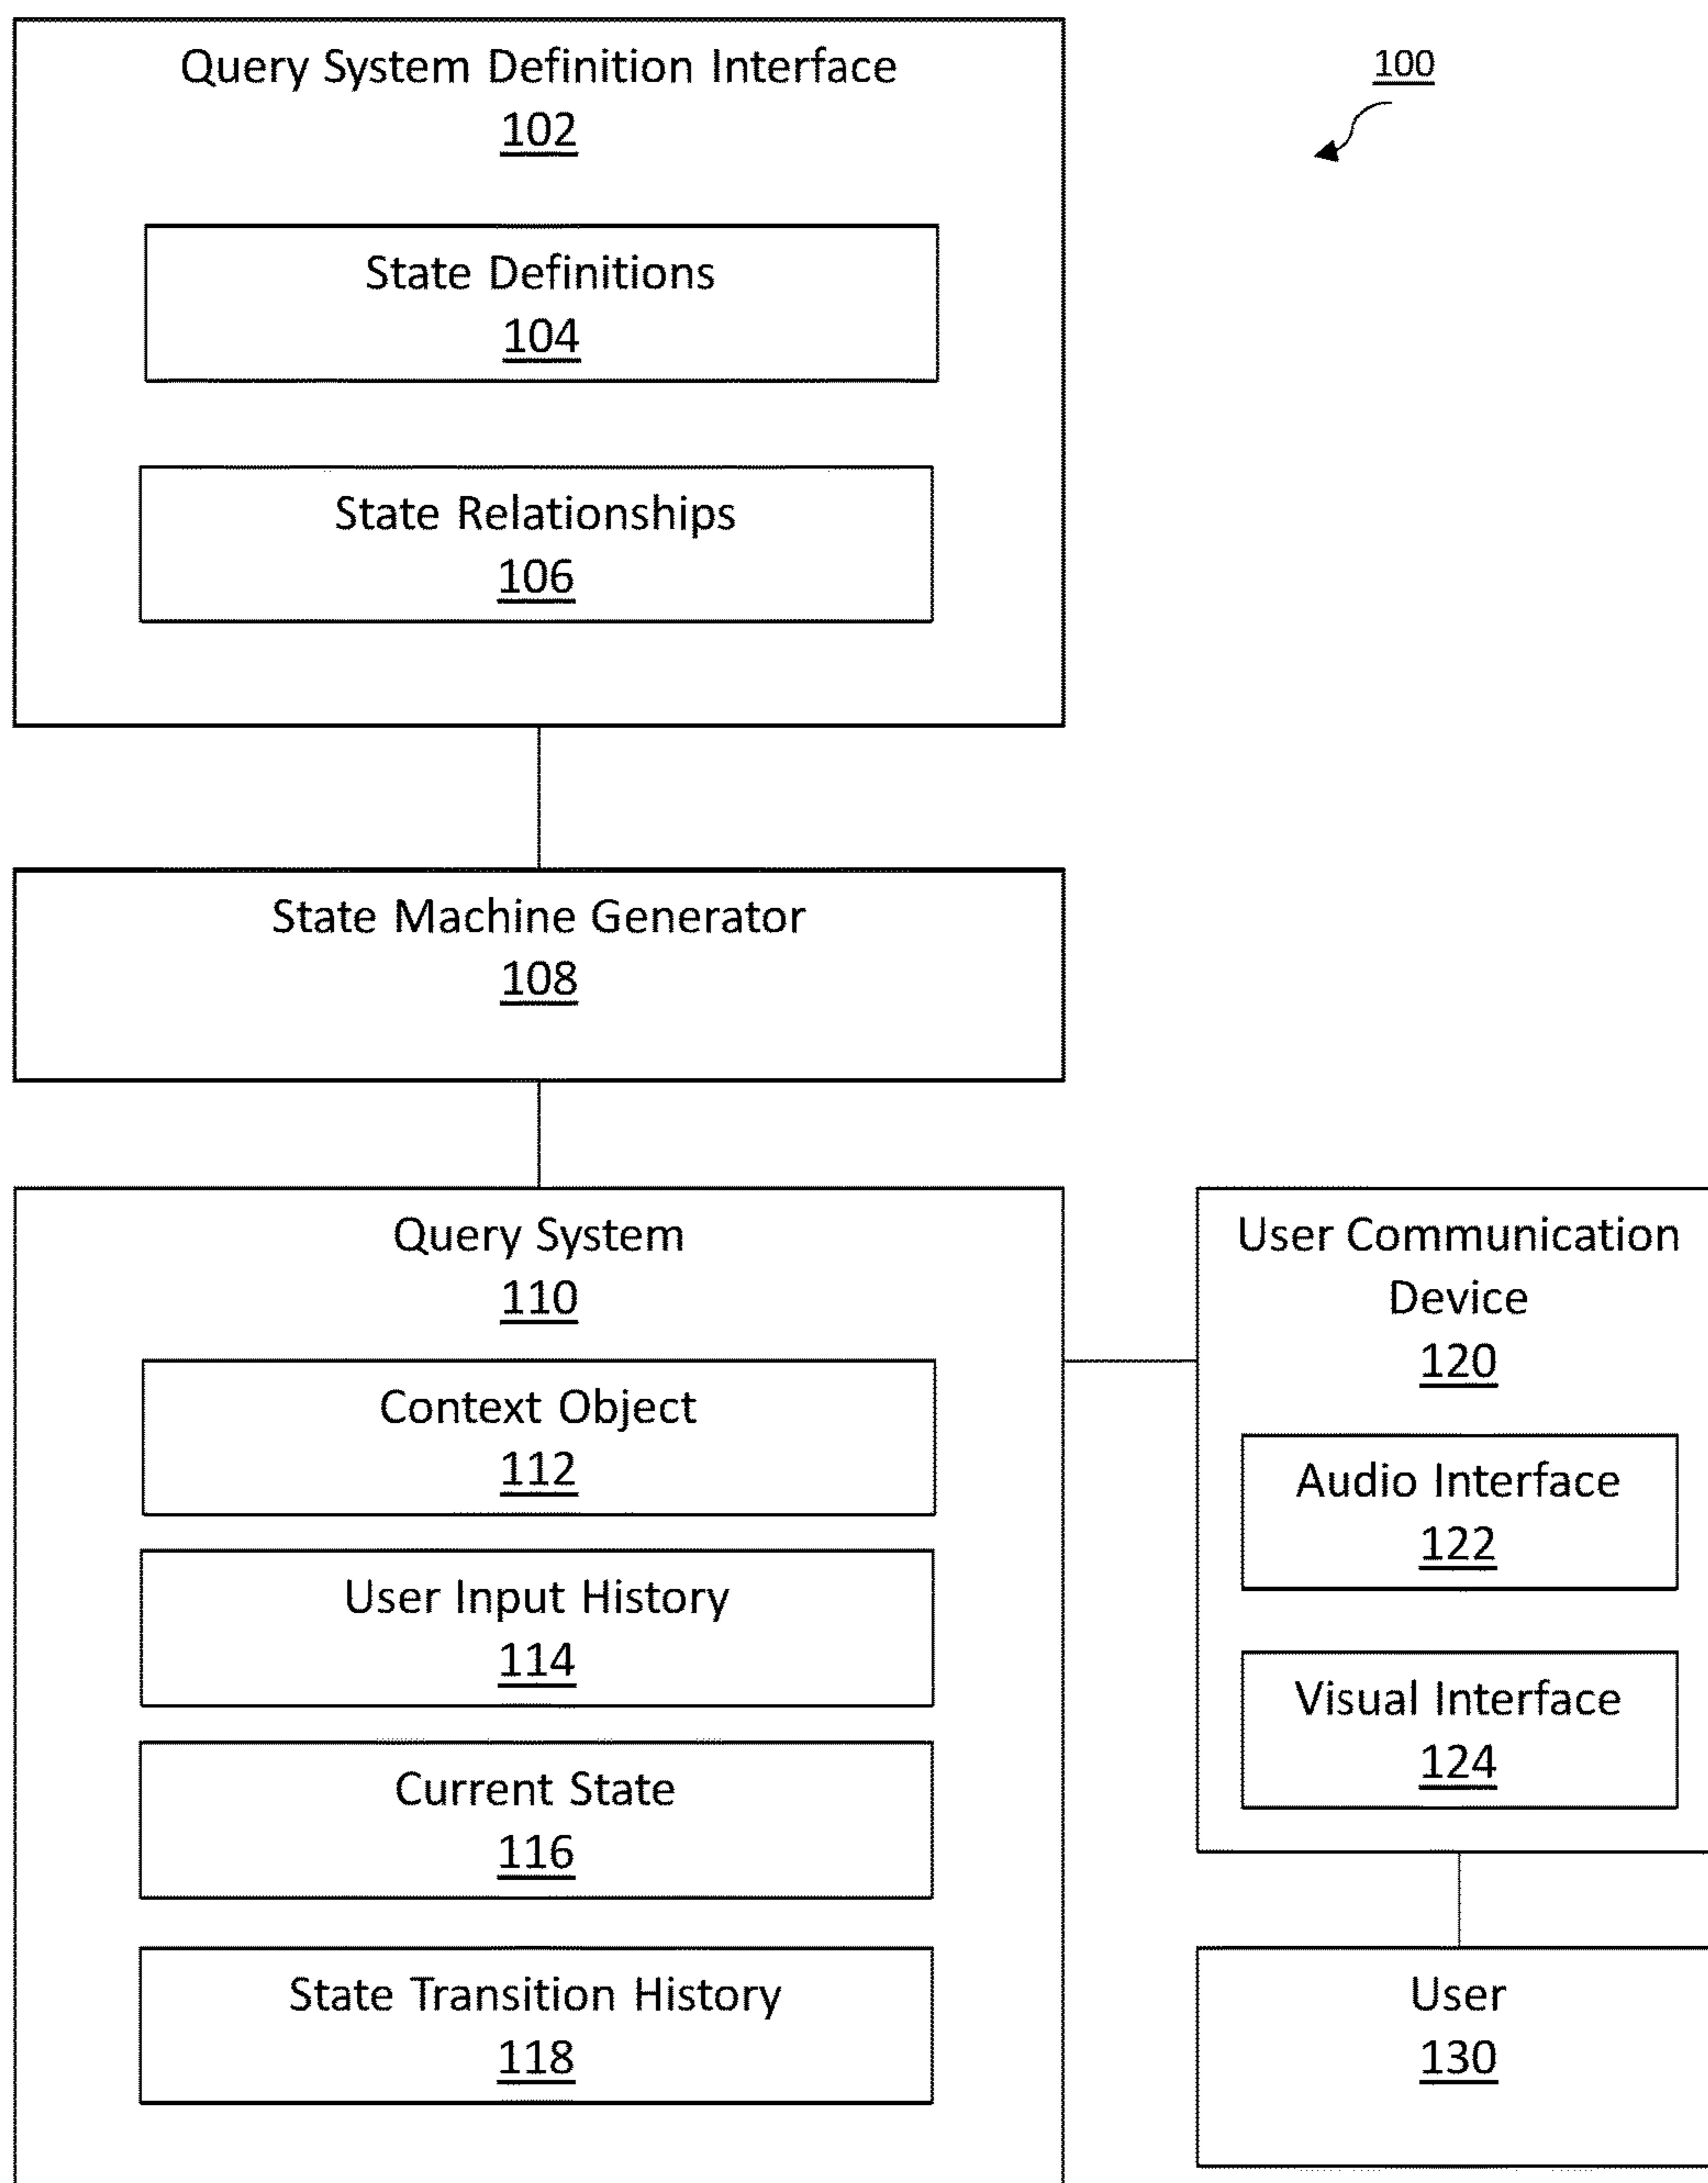 Query System Definition Interface
102
100
State Definitions
104
State Relationships
106
State Machine Generator
108
Query System
110
Context Object
112
User Input History
114
Current State
116
State Transition History
118
User Communication
Device
120
Audio Interface
122
Visual Interface
124
User
130